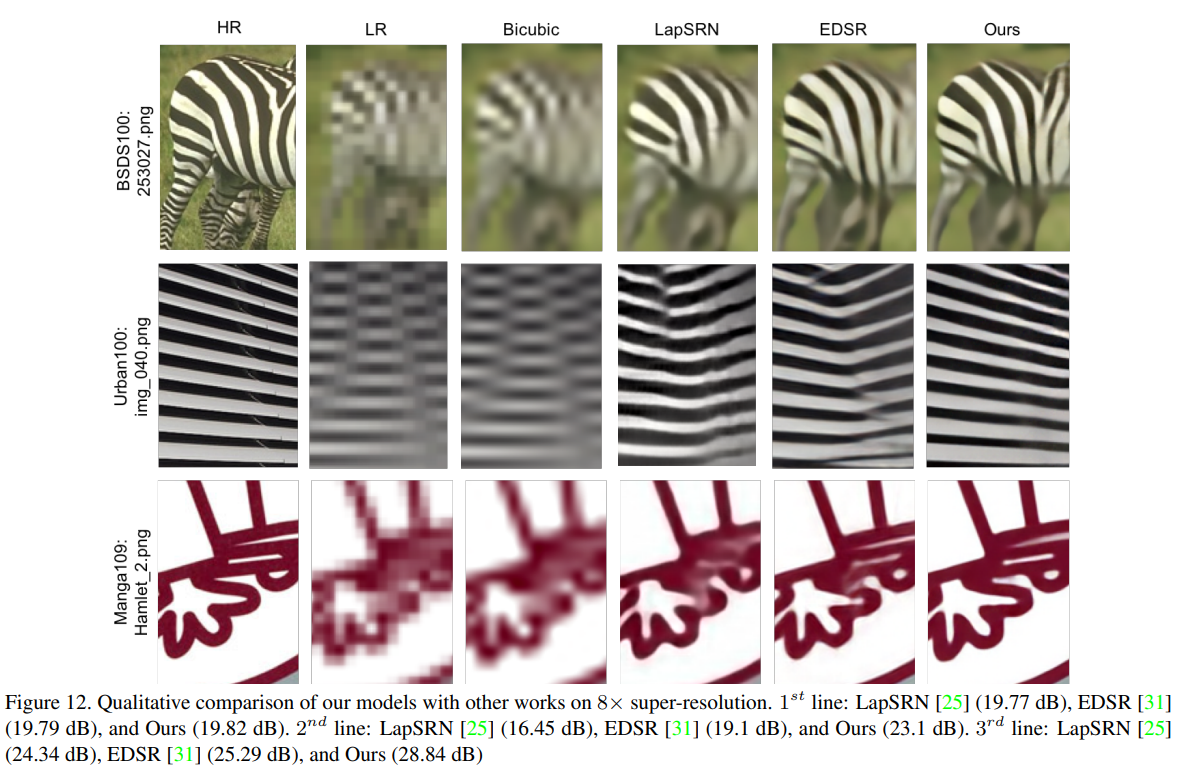 HR LR Bicubic LapSRN EDSR Ours
BSDS100:
253027.png
Urban100:
img_040.png
Manga109:
Hamlet_2.png
Figure 12. Qualitative comparison of our models with other works on 8× super-resolution. 1st line: LapSRN [25] (19.77 dB), EDSR [31]
(19.79 dB), and Ours (19.82 dB). 2nd line: LapSRN [25] (16.45 dB), EDSR [31] (19.1 dB), and Ours (23.1 dB). 3rd line: LapSRN [25]
(24.34 dB), EDSR [31] (25.29 dB), and Ours (28.84 dB)